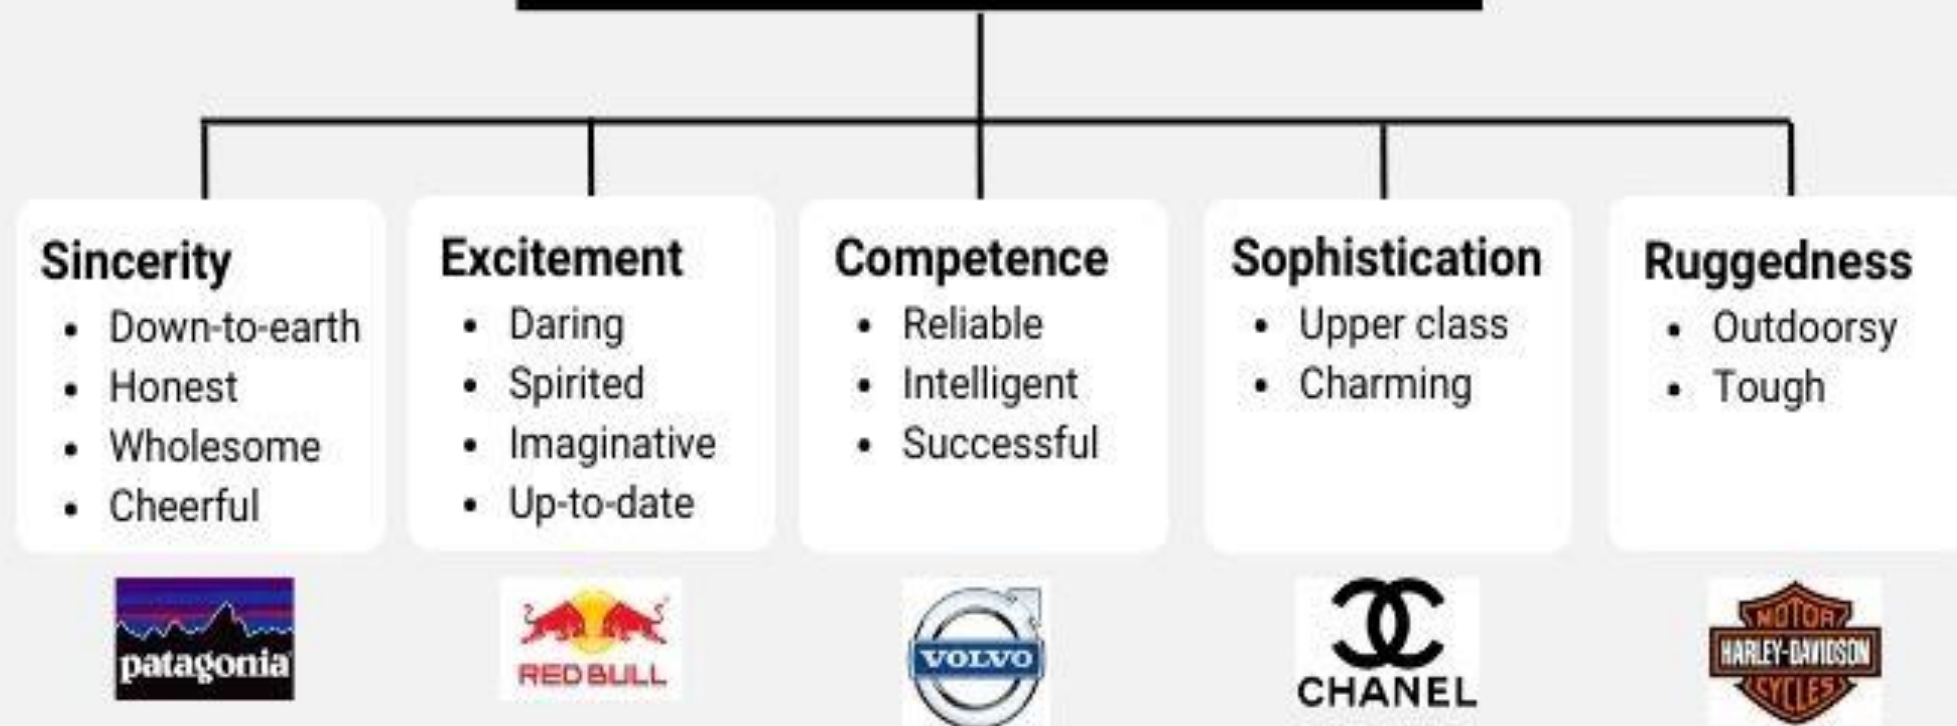 Sincerity
• Down-to-earth
• Honest
• Wholesome
• Cheerful
Excitement
• Daring
• Spirited
• Imaginative
• Up-to-date
Competence
• Reliable
• Intelligent
• Successful
Sophistication
• Upper class
• Charming
Ruggedness
• Outdoorsy
• Tough
patagonia
RED BULL
VOLVO
CHANEL
MOTOR
HARLEY-DAVIDSON
CYCLES